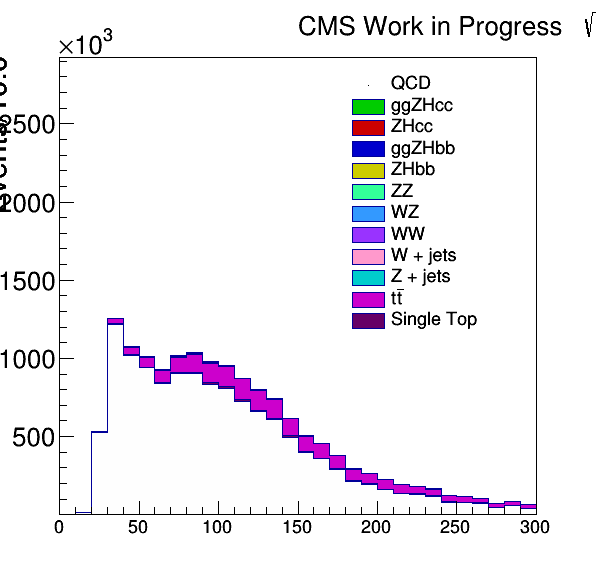 CMS Work in Progress √
×10³
QCD
ggZHcc
ZHcc
ggZHbb
ZHbb
ZZ
WZ
WW
W + jets
Z + jets
tt̄
Single Top
2500
2000
1500
1000
500
0 50 100 150 200 250 300